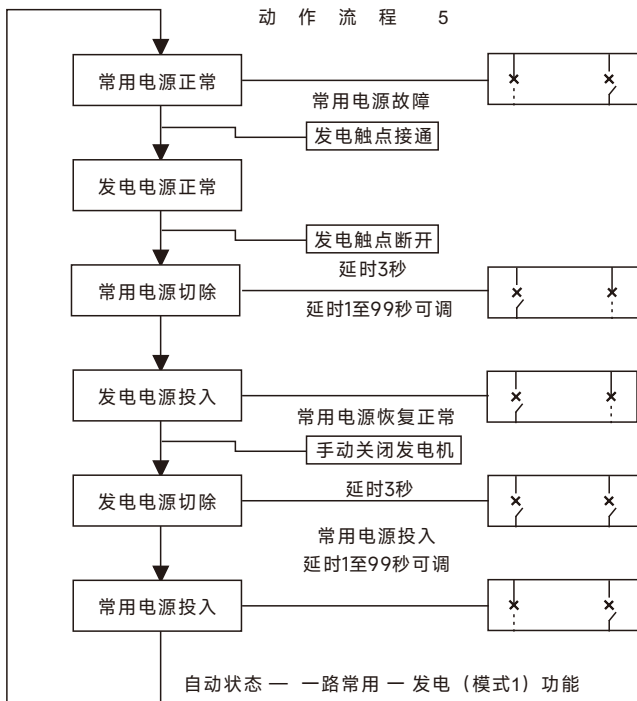 动作流程 5
常用电源正常
常用电源故障
发电触点接通
发电电源正常
发电触点断开
延时3秒
常用电源切除
延时1至99秒可调
发电电源投入
常用电源恢复正常
手动关闭发电机
延时3秒
发电电源切除
常用电源投入
延时1至99秒可调
常用电源投入
自动状态 — 一路常用 — 发电（模式1）功能